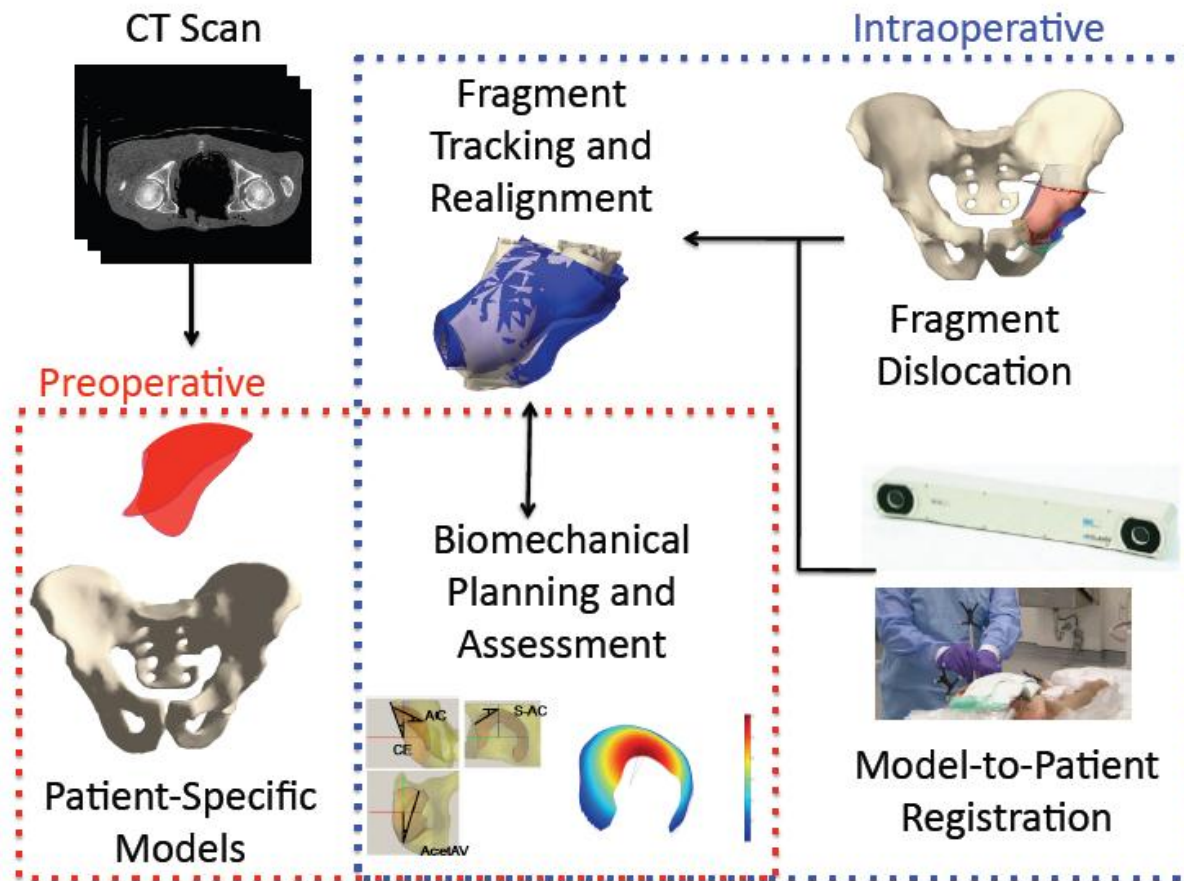 CT Scan
Intraoperative
Fragment
Tracking and
Realignment
Fragment
Dislocation
Preoperative
Biomechanical
Planning and
Assessment
AIC
CE
S-AC
AcetAV
Patient-Specific
Models
Model-to-Patient
Registration